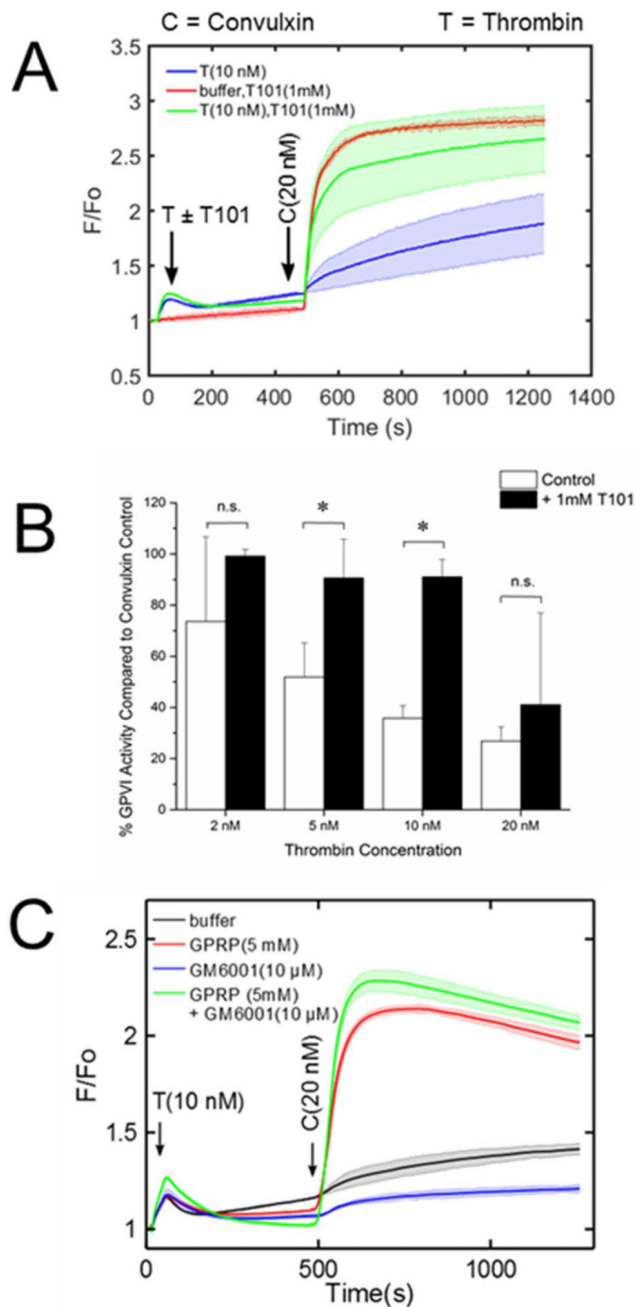 C = Convulxin T = Thrombin
A
3.5
3
2.5
2
1.5
1
0.5
F/Fo
T(10 nM)
buffer,T101(1mM)
T(10 nM),T101(1mM)
T ± T101
C(20 nM)
0 200 400 600 800 1000 1200 1400
Time (s)
B
Control
+ 1mM T101
120
100
80
60
40
20
0
% GPVI Activity Compared to Convulxin Control
n.s.
*
*
n.s.
2 nM 5 nM 10 nM 20 nM
Thrombin Concentration
C
buffer
GPRP(5 mM)
GM6001(10 µM)
GPRP (5mM)
+ GM6001(10 µM)
2.5
2
1.5
1
F/Fo
T(10 nM)
C(20 nM)
0 500 1000
Time(s)